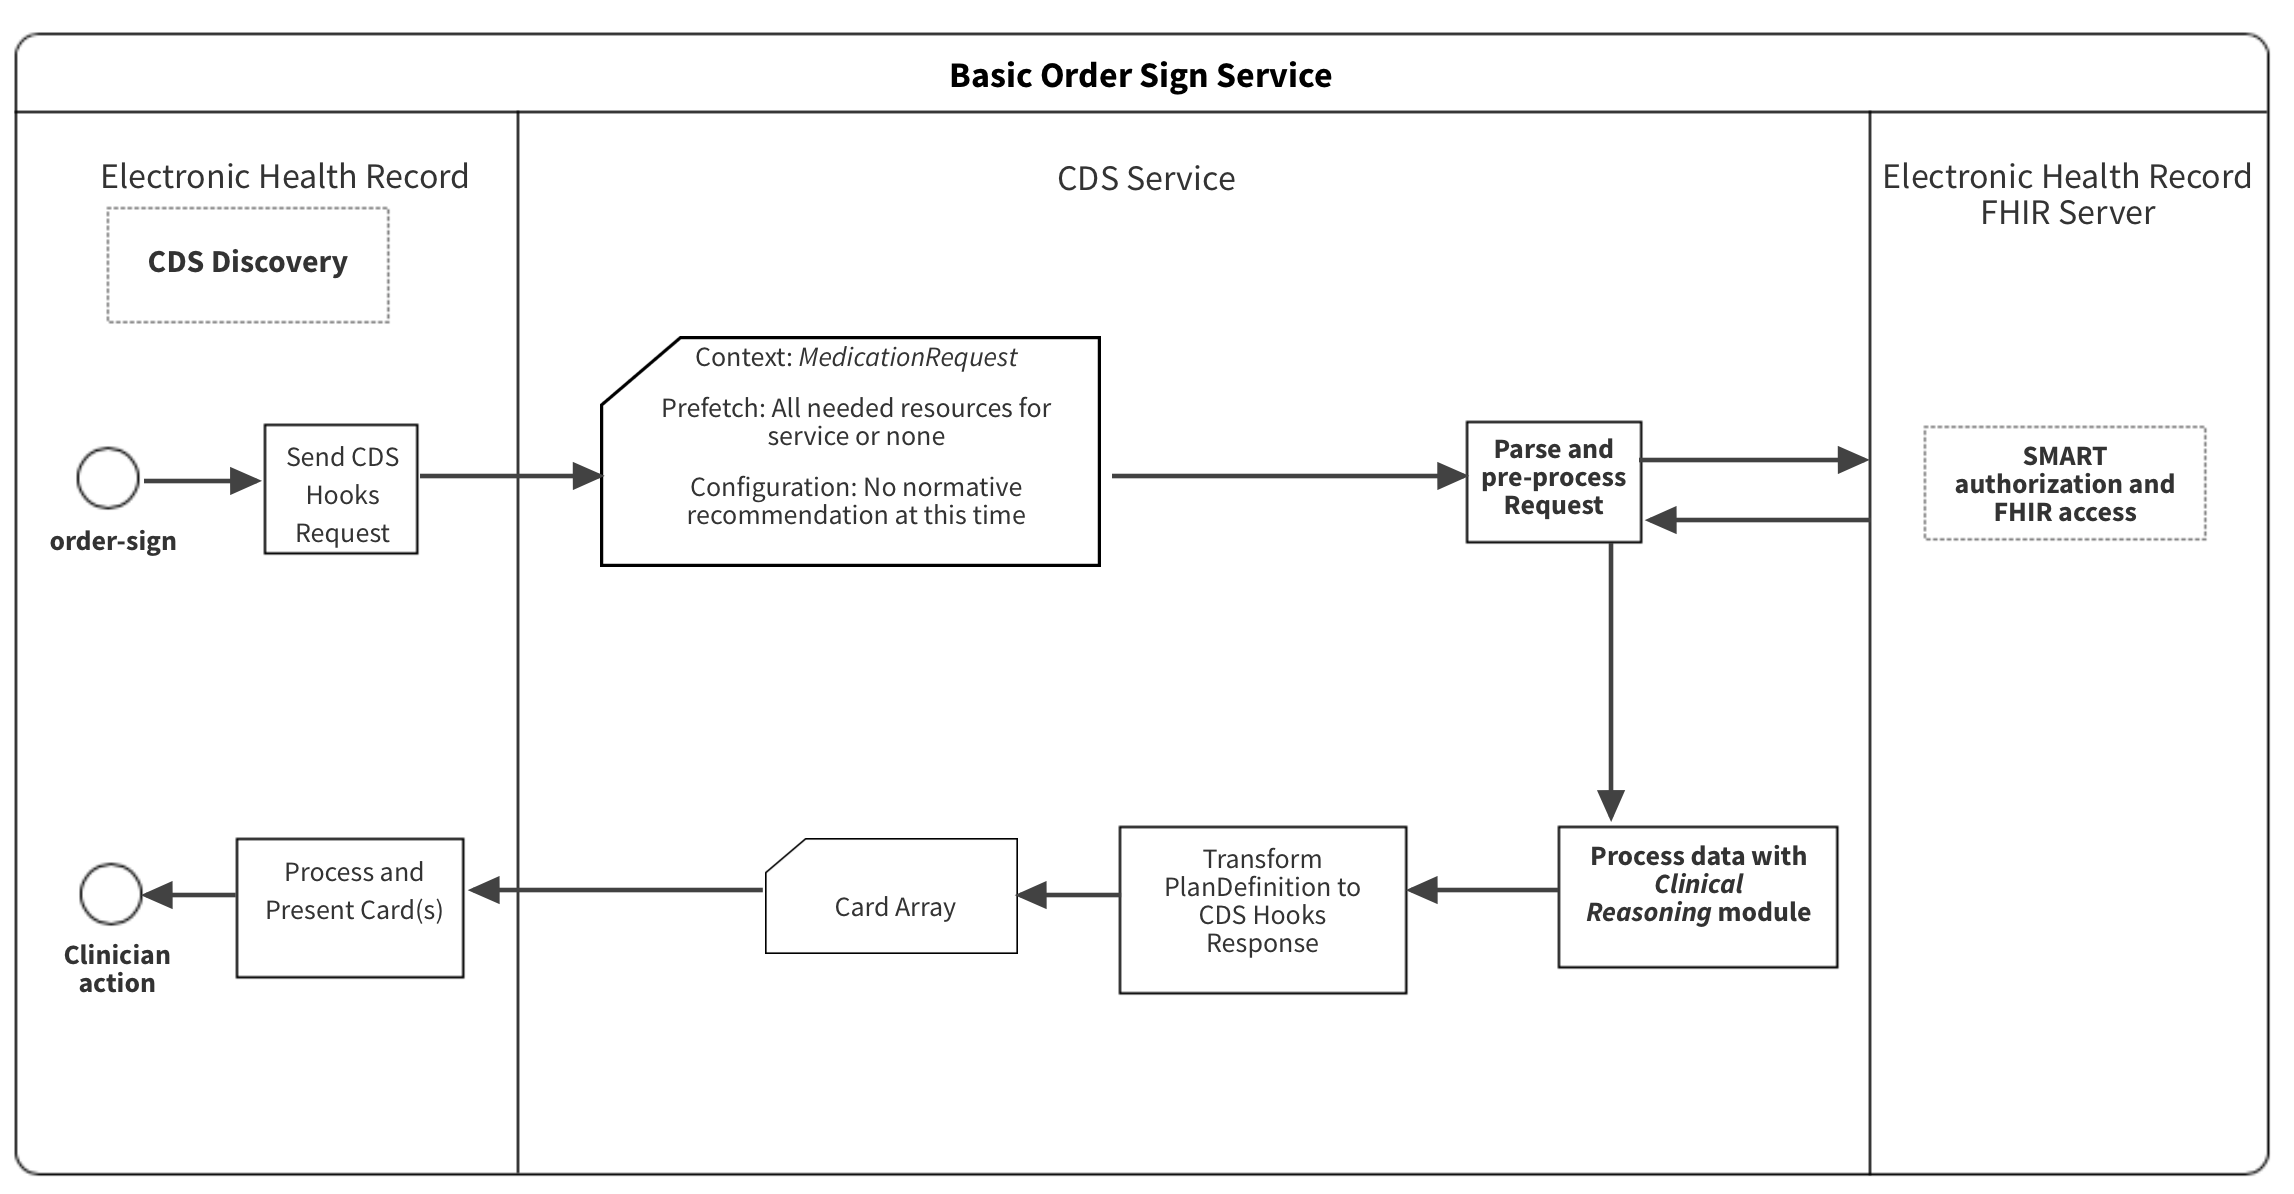 Basic Order Sign Service
Electronic Health Record
CDS Service
Electronic Health Record
FHIR Server
CDS Discovery
order-sign
Send CDS
Hooks
Request
Context: MedicationRequest
Prefetch: All needed resources for
service or none
Configuration: No normative
recommendation at this time
Parse and
pre-process
Request
SMART
authorization and
FHIR access
Process data with
Clinical
Reasoning module
Transform
PlanDefinition to
CDS Hooks
Response
Card Array
Process and
Present Card(s)
Clinician
action